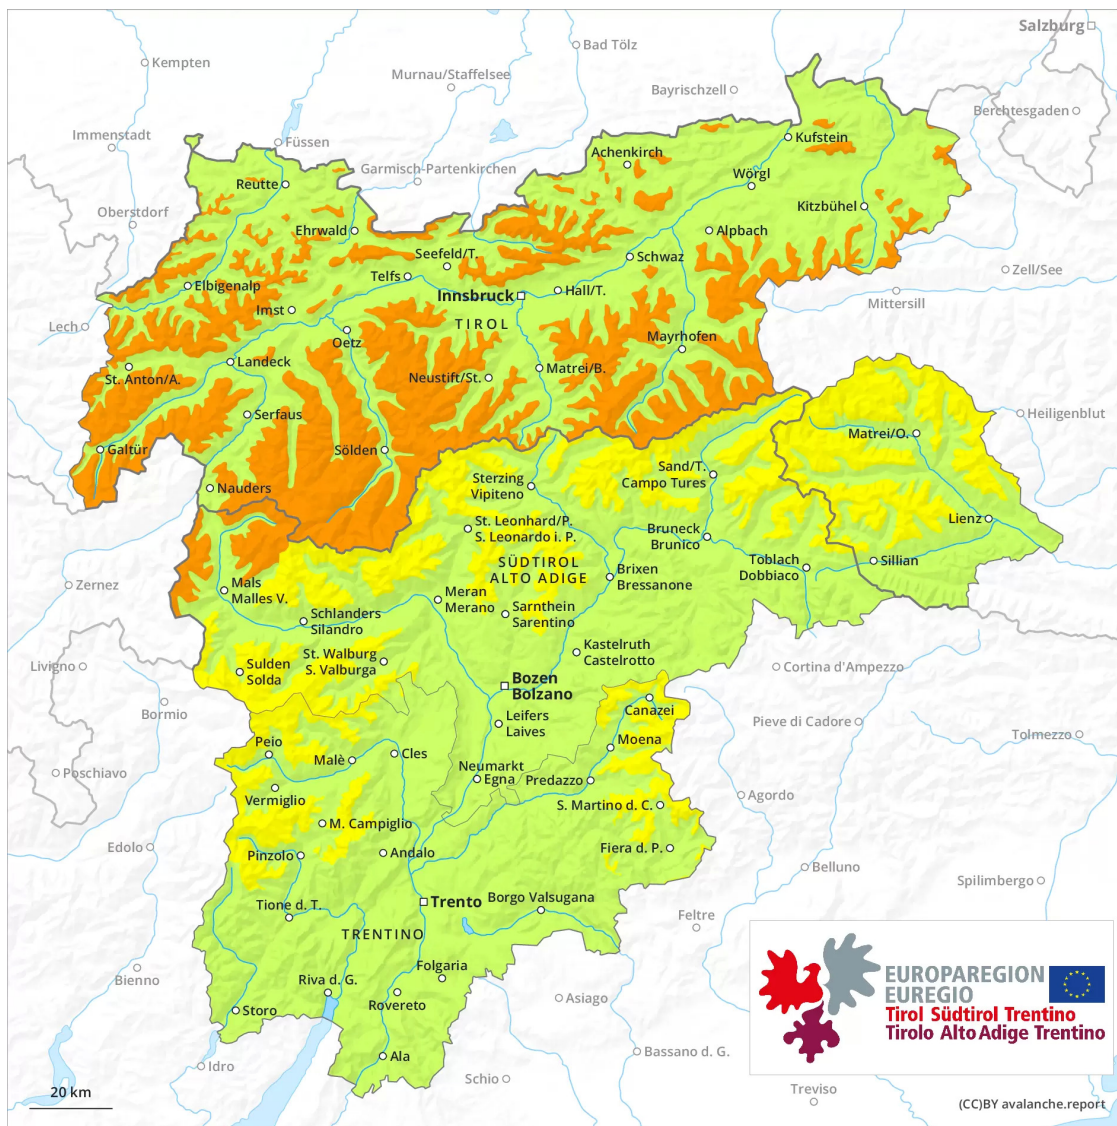 Salzburg
Bad Tölz
Kempten
Murnau/Staffelsee
Bayrischzell
Berchtesgaden
Immenstadt
Füssen
Kufstein
Achenkirch
Garmisch-Partenkirchen
Wörgl
Reutte
Oberstdorf
Kitzbühel
Ehrwald
Alpbach
Seefeld/T.
Schwaz
Telfs
Zell/See
Elbigenalp
Hall/T.
Innsbruck
Mittersill
Imst
TIROL
Lech
Oetz
Mayrhofen
Landeck
Matrei/B.
St. Anton/A.
Neustift/St.
Serfaus
Heiligenblut
Matrei/O.
Galtür
Sölden
Sand/T.
Campo Tures
Sterzing
Vipiteno
Nauders
Lienz
St. Leonhard/P.
S. Leonardo i. P.
Bruneck
Brunico
SÜDTIROL
ALTO ADIGE
Toblach
Dobbiaco
Sillian
Brixen
Bressanone
Zernez
Mals
Malles V.
Meran
Merano
Sarnthein
Sarentino
Schlanders
Silandro
Kastelruth
Castelrotto
St. Walburg
S. Valburga
Livigno
Sulden
Solda
Cortina d'Ampezzo
Bozen
Bolzano
Canazei
Bormio
Leifers
Laives
Pieve di Cadore
Tolmezzo
Moena
Peio
Malè
Cles
Poschiavo
Neumarkt
Egna
Predazzo
Vermiglio
Agordo
S. Martino d. C.
M. Campiglio
Edolo
Pinzolo
Andalo
Fiera d. P.
Belluno
Spilimbergo
Trento
Borgo Valsugana
Tione d. T.
Feltre
TRENTINO
Folgaria
Bienno
Riva d. G.
Rovereto
Asiago
Storo
Ala
Bassano d. G.
Idro
Schio
Treviso
EUROPAREGION
EUREGIO
Tirol Südtirol Trentino
Tirolo Alto Adige Trentino
20 km
(CC)BY avalanche.report